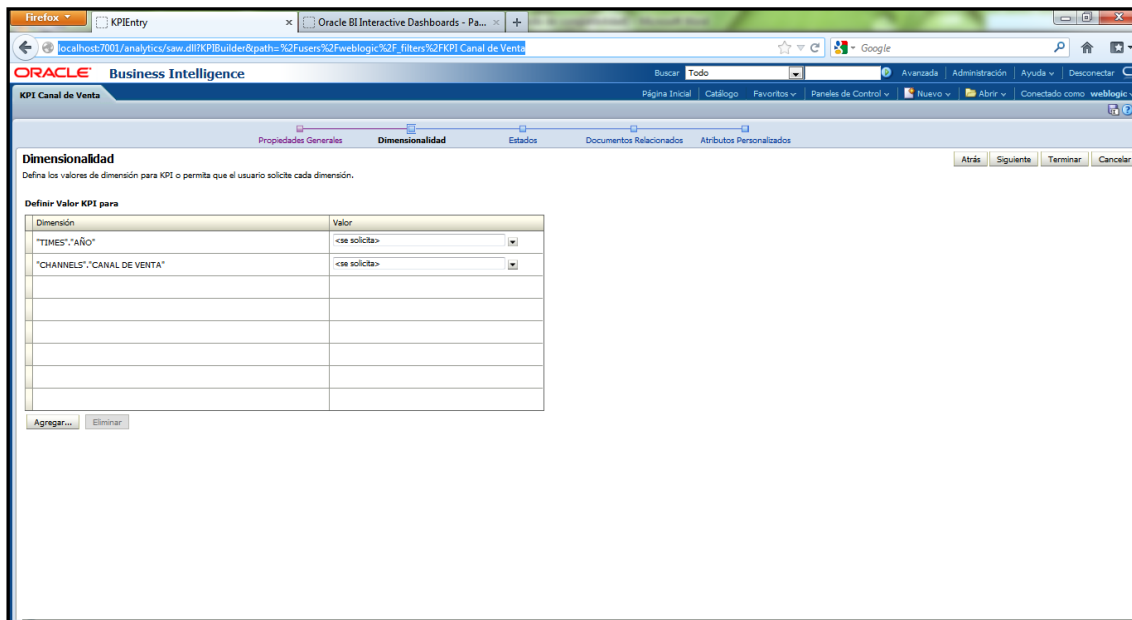 Firefox
KPIEntry
Oracle BI Interactive Dashboards - Pa...
localhost:7001/analytics/saw.dll?KPIBuilder&path=%2Fusers%2Fweblogic%2F_filters%2FKPI Canal de Venta
Google
ORACLE Business Intelligence
Buscar Todo Avanzada Administración Ayuda Desconectar
KPI Canal de Venta
Página Inicial Catálogo Favoritos Paneles de Control Nuevo Abrir Conectado como weblogic
Propiedades Generales Dimensionalidad Estados Documentos Relacionados Atributos Personalizados
Dimensionalidad
Atrás Siguiente Terminar Cancelar
Defina los valores de dimensión para KPI o permita que el usuario solicite cada dimensión.
Definir Valor KPI para
Dimensión Valor
"TIMES"."AÑO" <se solicita>
"CHANNELS"."CANAL DE VENTA" <se solicita>
Agregar... Eliminar